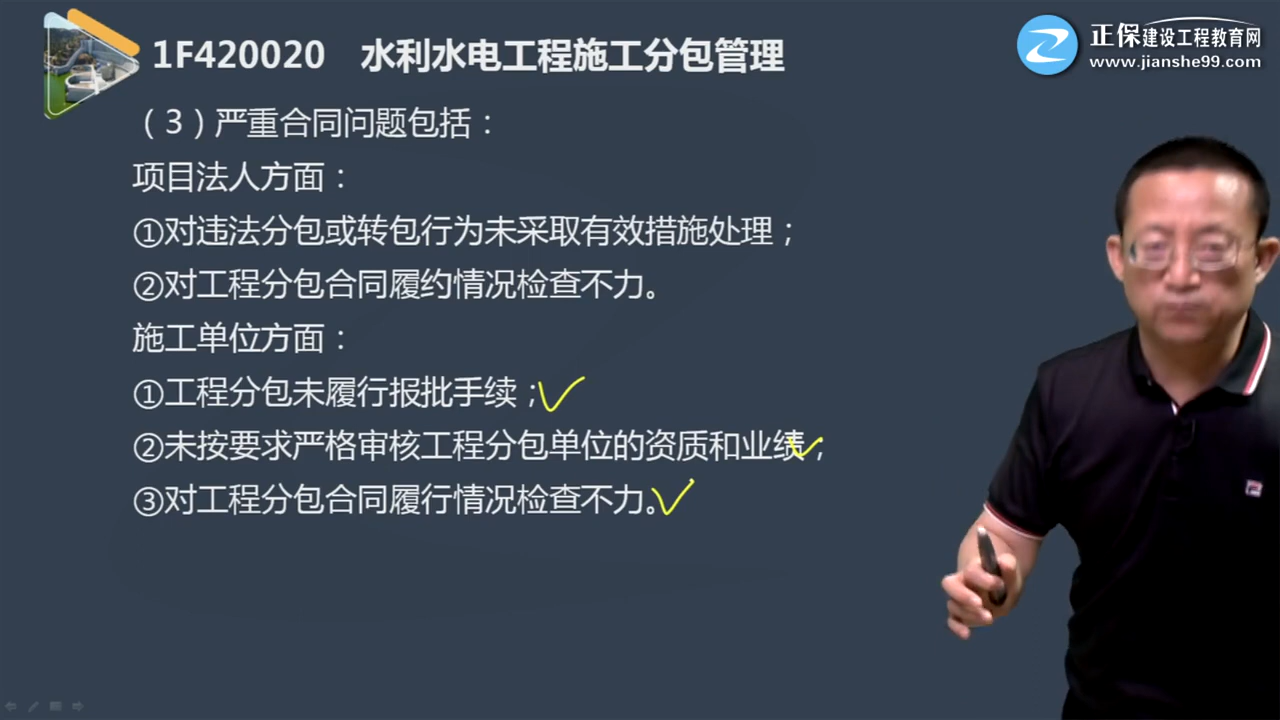 1F420020 水利水电工程施工分包管理
正保建设工程教育网
www.jianshe99.com
（3）严重合同问题包括：
项目法人方面：
①对违法分包或转包行为未采取有效措施处理；
②对工程分包合同履约情况检查不力。
施工单位方面：
①工程分包未履行报批手续；
②未按要求严格审核工程分包单位的资质和业绩；
③对工程分包合同履行情况检查不力。